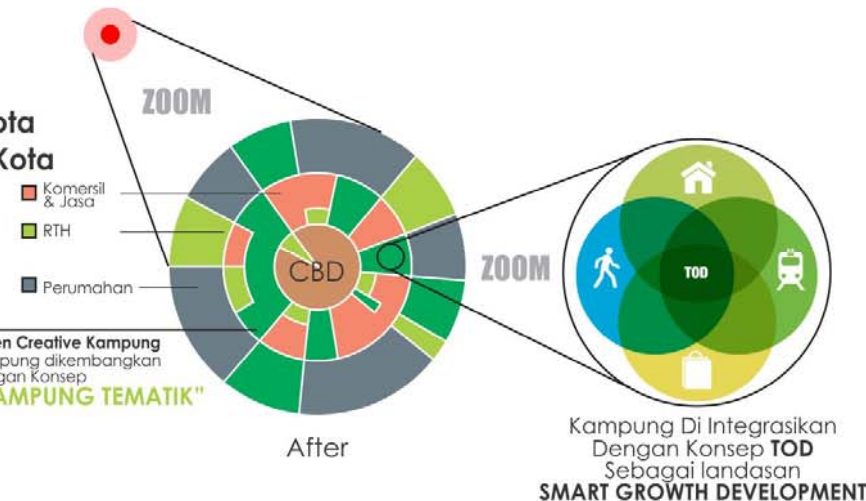 ZOOM
ota
Kota
Komersil
& Jasa
RTH
Perumahan
CBD
ZOOM
TOD
en Creative Kampung
mpung dikembangkan
gan Konsep
AMPUNG TEMATIK"
After
Kampung Di Integrasikan
Dengan Konsep TOD
Sebagai landasan
SMART GROWTH DEVELOPMENT